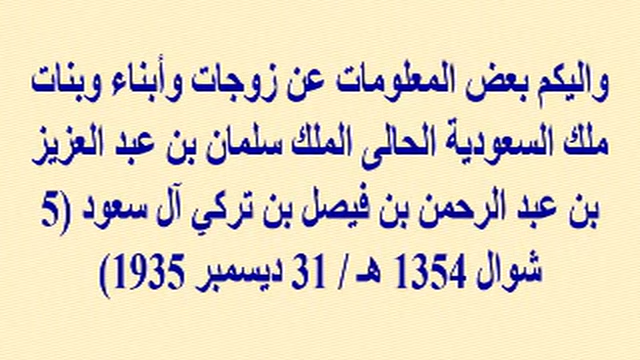 واليكم بعض المعلومات عن زوجات وأبناء وبنات
ملك السعودية الحالى الملك سلمان بن عبد العزيز
بن عبد الرحمن بن فيصل بن تركي آل سعود (5
شوال 1354 هـ / 31 ديسمبر 1935)